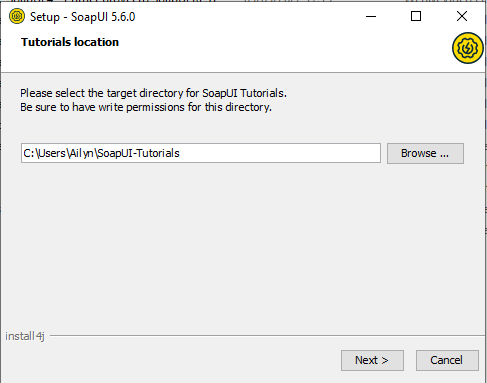 Setup - SoapUI 5.6.0
Tutorials location
Please select the target directory for SoapUI Tutorials.
Be sure to have write permissions for this directory.
C:\Users\Ailyn\SoapUI-Tutorials
Browse ...
install4j
Next >
Cancel